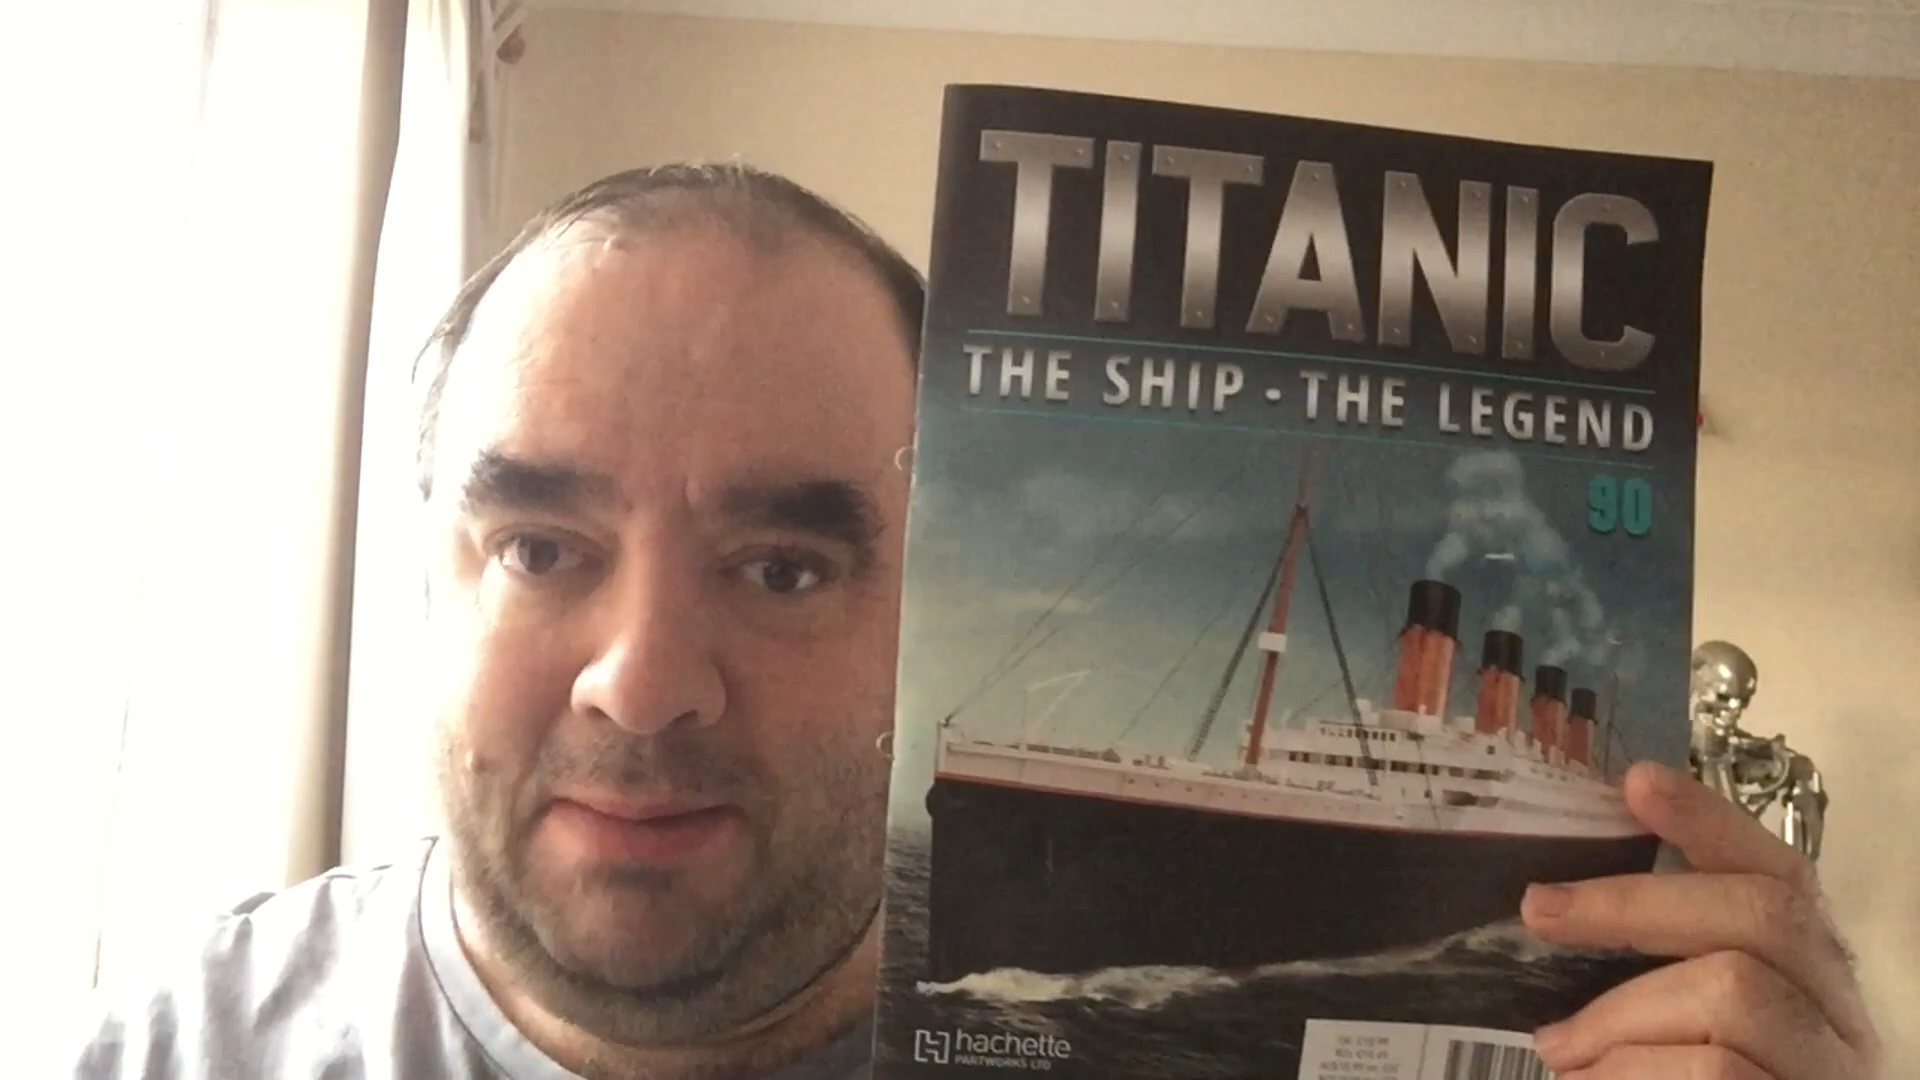 TITANIC
THE SHIP • THE LEGEND
90
hachette
PARTWORKS LTD